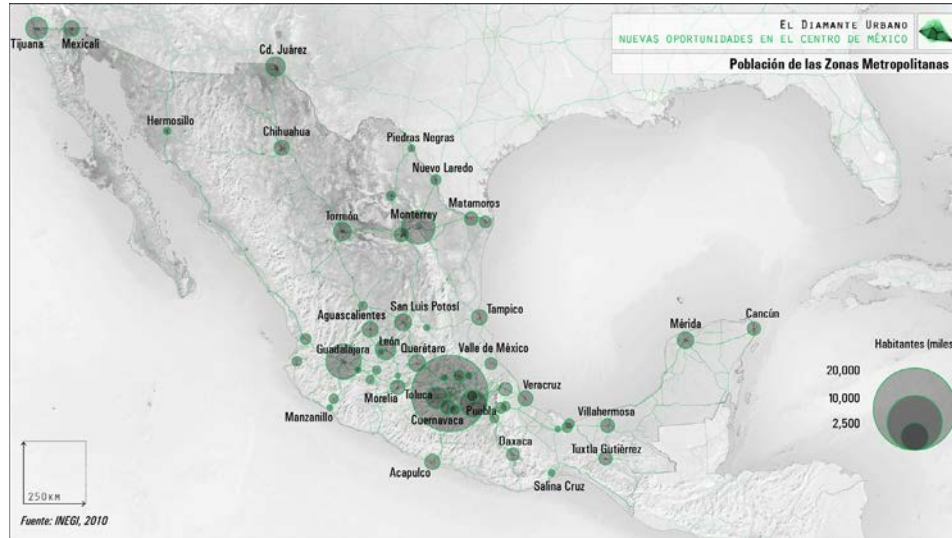 EL DIAMANTE URBANO
NUEVAS OPORTUNIDADES EN EL CENTRO DE MÉXICO
Población de las Zonas Metropolitanas
Tijuana
Mexicali
Cd. Juárez
Hermosillo
Chihuahua
Piedras Negras
Nuevo Laredo
Matamoros
Monterrey
Torreón
San Luis Potosí
Tampico
Aguascalientes
León
Querétaro
Valle de México
Guadalajara
Mérida
Cancún
Habitantes (miles
20,000
10,000
2,500
Veracruz
Toluca
Morelia
Puebla
Manzanillo
Cuernavaca
Villahermosa
Oaxaca
Tuxtla Gutiérrez
Acapulco
Salina Cruz
250KM
Fuente: INEGI, 2010